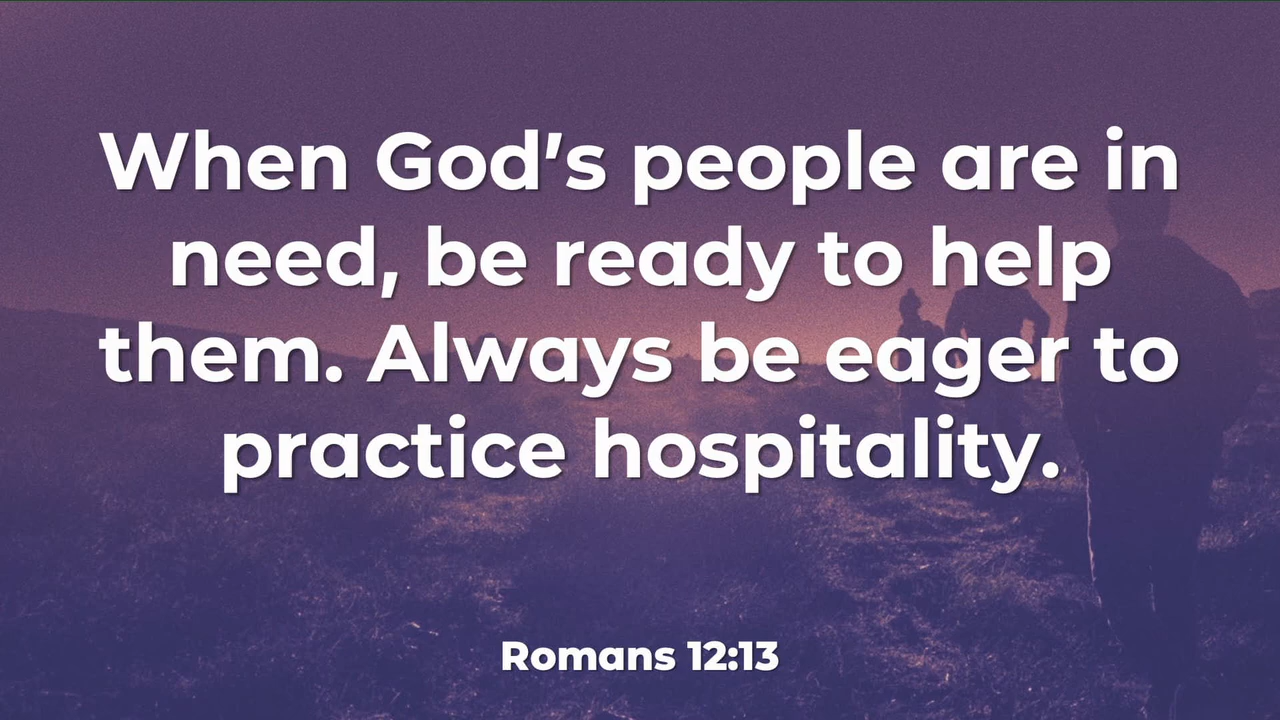 When God's people are in
need, be ready to help
them. Always be eager to
practice hospitality.
Romans 12:13